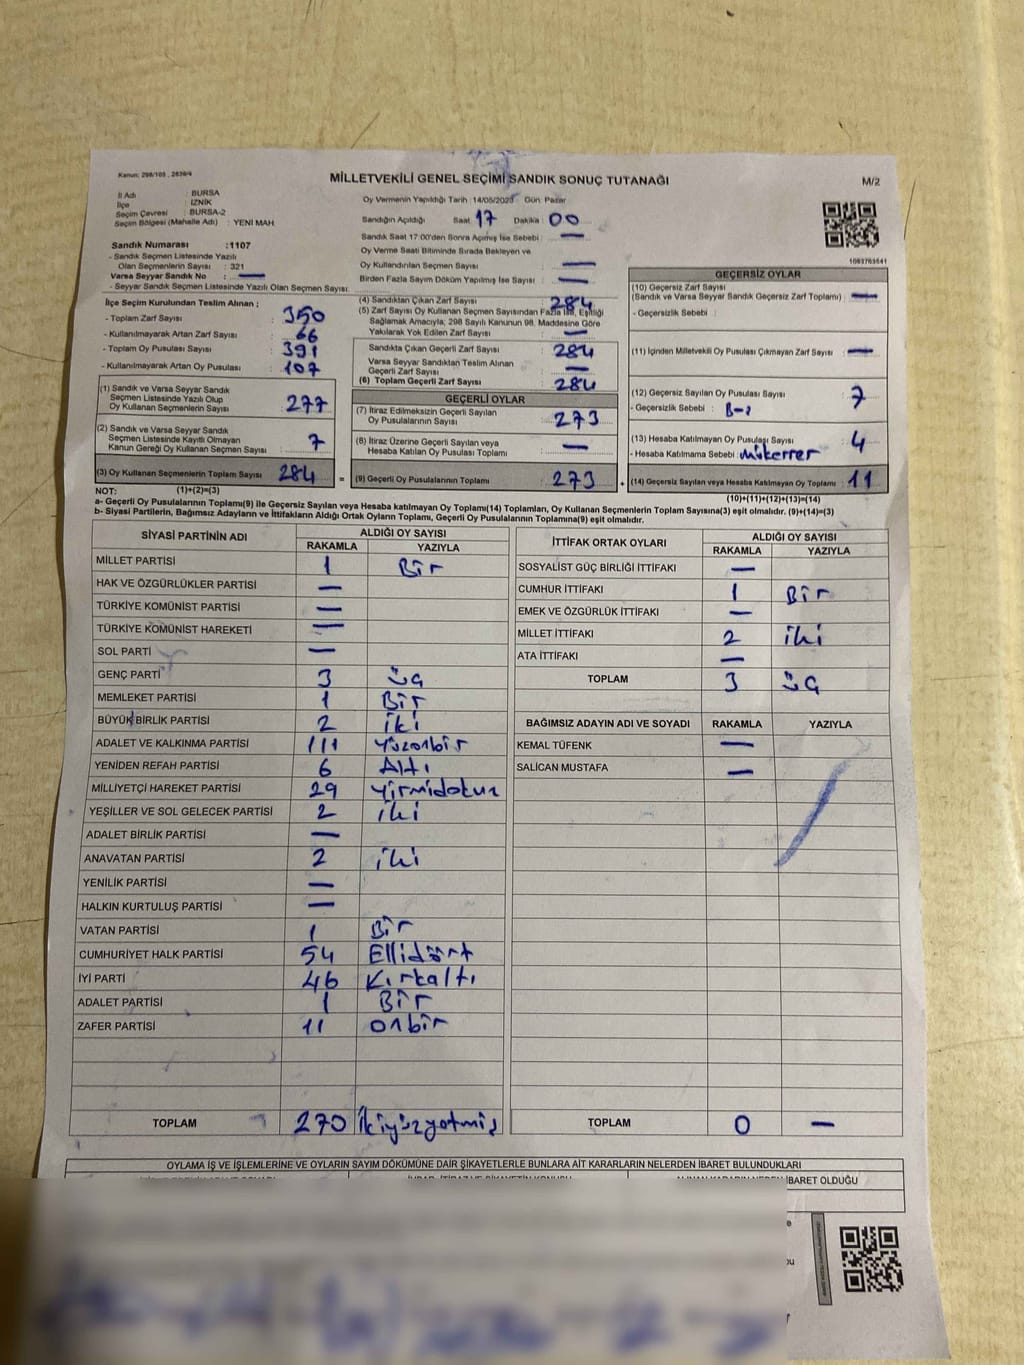 Kanun: 298/105 , 2839/4
MİLLETVEKİLİ GENEL SEÇİMİ SANDIK SONUÇ TUTANAĞI
M/2
İl Adı : BURSA
İlçe : İZNİK
Seçim Çevresi : BURSA-2
Seçim Bölgesi (Mahalle Adı) : YENİ MAH.
Sandık Numarası :1107
- Sandık Seçmen Listesinde Yazılı
Olan Seçmenlerin Sayısı : 321
Varsa Seyyar Sandık No : —
- Seyyar Sandık Seçmen Listesinde Yazılı Olan Seçmen Sayısı:
Oy Vermenin Yapıldığı Tarih :14/05/2023 Gün: Pazar
Sandığın Açıldığı Saat 17 Dakika 00
Sandık Saat 17:00'den Sonra Açımış İse Sebebi : —
Oy Verme Saati Bitiminde Sırada Bekleyen ve
Oy Kullandırılan Seçmen Sayısı : —
Birden Fazla Sayım Döküm Yapılmış İse Sayısı : —
1093763541
İlçe Seçim Kurulundan Teslim Alınan ;
- Toplam Zarf Sayısı : 350
- Kullanılmayarak Artan Zarf Sayısı : 66
- Toplam Oy Pusulası Sayısı : 391
- Kullanılmayarak Artan Oy Pusulası : 107
(1) Sandık ve Varsa Seyyar Sandık
Seçmen Listesinde Yazılı Olup
Oy Kullanan Seçmenlerin Sayısı : 277
(2) Sandık ve Varsa Seyyar Sandık
Seçmen Listesinde Kayıtlı Olmayan
Kanun Gereği Oy Kullanan Seçmen Sayısı : 7
(3) Oy Kullanan Seçmenlerin Toplam Sayısı : 284
(1)+(2)=(3)
(4) Sandıktan Çıkan Zarf Sayısı : 284
(5) Zarf Sayısı Oy Kullanan Seçmen Sayısından Fazla İse, Eşitliği
Sağlamak Amacıyla, 298 Sayılı Kanunun 98. Maddesine Göre
Yakılarak Yok Edilen Zarf Sayısı : —
Sandıkta Çıkan Geçerli Zarf Sayısı : 284
Varsa Seyyar Sandıktan Teslim Alınan
Geçerli Zarf Sayısı : —
(6) Toplam Geçerli Zarf Sayısı : 284
GEÇERLİ OYLAR
(7) İtiraz Edilmeksizin Geçerli Sayılan
Oy Pusulalarının Sayısı : 273
(8) İtiraz Üzerine Geçerli Sayılan veya
Hesaba Katılan Oy Pusulası Toplamı : —
= (9) Geçerli Oy Pusulalarının Toplamı : 273
GEÇERSİZ OYLAR
(10) Geçersiz Zarf Sayısı
(Sandık ve Varsa Seyyar Sandık Geçersiz Zarf Toplamı) : —
- Geçersizlik Sebebi :
(11) İçinden Milletvekili Oy Pusulası Çıkmayan Zarf Sayısı : —
(12) Geçersiz Sayılan Oy Pusulası Sayısı : 7
- Geçersizlik Sebebi : B-2
(13) Hesaba Katılmayan Oy Pusulası Sayısı : 4
- Hesaba Katılmama Sebebi : mükerrer
+ (14) Geçersiz Sayılan veya Hesaba Katılmayan Oy Toplamı : 11
(10)+(11)+(12)+(13)=(14)
NOT:
a- Geçerli Oy Pusulalarının Toplamı(9) ile Geçersiz Sayılan veya Hesaba katılmayan Oy Toplamı(14) Toplamları, Oy Kullanan Seçmenlerin Toplam Sayısına(3) eşit olmalıdır. (9)+(14)=(3)
b- Siyasi Partilerin, Bağımsız Adayların ve İttifakların Aldığı Ortak Oyların Toplamı, Geçerli Oy Pusulalarının Toplamına(9) eşit olmalıdır.
SİYASİ PARTİNİN ADI ALDIĞI OY SAYISI
RAKAMLA YAZIYLA
MİLLET PARTİSİ 1 Bir
HAK VE ÖZGÜRLÜKLER PARTİSİ —
TÜRKİYE KOMÜNİST PARTİSİ —
TÜRKİYE KOMÜNİST HAREKETİ —
SOL PARTİ —
GENÇ PARTİ 3 üç
MEMLEKET PARTİSİ 1 Bir
BÜYÜK BİRLİK PARTİSİ 2 iki
ADALET VE KALKINMA PARTİSİ 111 Yüzonbir
YENİDEN REFAH PARTİSİ 6 Altı
MİLLİYETÇİ HAREKET PARTİSİ 29 Yirmidokuz
YEŞİLLER VE SOL GELECEK PARTİSİ 2 iki
ADALET BİRLİK PARTİSİ —
ANAVATAN PARTİSİ 2 iki
YENİLİK PARTİSİ —
HALKIN KURTULUŞ PARTİSİ —
VATAN PARTİSİ 1 Bir
CUMHURİYET HALK PARTİSİ 54 Ellidört
İYİ PARTİ 46 Kırkaltı
ADALET PARTİSİ 1 Bir
ZAFER PARTİSİ 11 onbir
TOPLAM 270 İkiyüzyetmiş
İTTİFAK ORTAK OYLARI ALDIĞI OY SAYISI
RAKAMLA YAZIYLA
SOSYALİST GÜÇ BİRLİĞİ İTTİFAKI —
CUMHUR İTTİFAKI 1 Bir
EMEK VE ÖZGÜRLÜK İTTİFAKI —
MİLLET İTTİFAKI 2 iki
ATA İTTİFAKI —
TOPLAM 3 üç
BAĞIMSIZ ADAYIN ADI VE SOYADI RAKAMLA YAZIYLA
KEMAL TÜFENK —
SALİCAN MUSTAFA —
TOPLAM 0 —
OYLAMA İŞ VE İŞLEMLERİNE VE OYLARIN SAYIM DÖKÜMÜNE DAİR ŞİKAYETLERLE BUNLARA AİT KARARLARIN NELERDEN İBARET BULUNDUKLARI
İBARET OLDUĞU